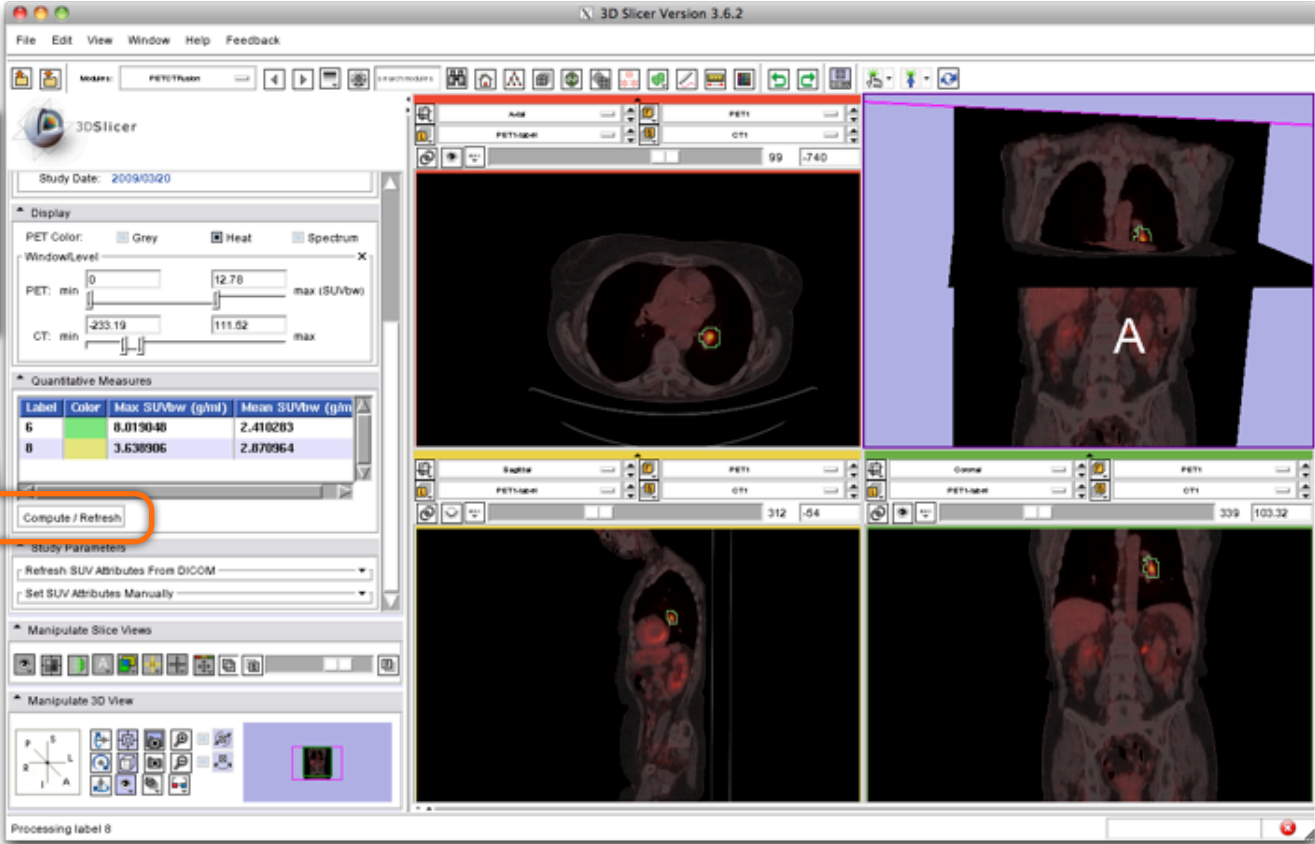 3D Slicer Version 3.6.2
File Edit View Window Help Feedback
Modules: PETCTFusion search modules
3DSlicer
Study Date: 2009/03/20
Display
PET Color: Grey Heat Spectrum
Window/Level
PET: min 0 12.78 max (SUVbw)
CT: min -233.19 111.52 max
Quantitative Measures
Label Color Max SUVbw (g/ml) Mean SUVbw (g/m
6 8.019048 2.410283
8 3.638906 2.870964
Compute / Refresh
Study Parameters
Refresh SUV Attributes From DICOM
Set SUV Attributes Manually
Manipulate Slice Views
Manipulate 3D View
P S
R L
I A
Processing label 8
Axial PET1
PET1-label CT1
99 -740
A
Sagittal PET1
PET1-label CT1
312 -54
Coronal PET1
PET1-label CT1
339 103.32